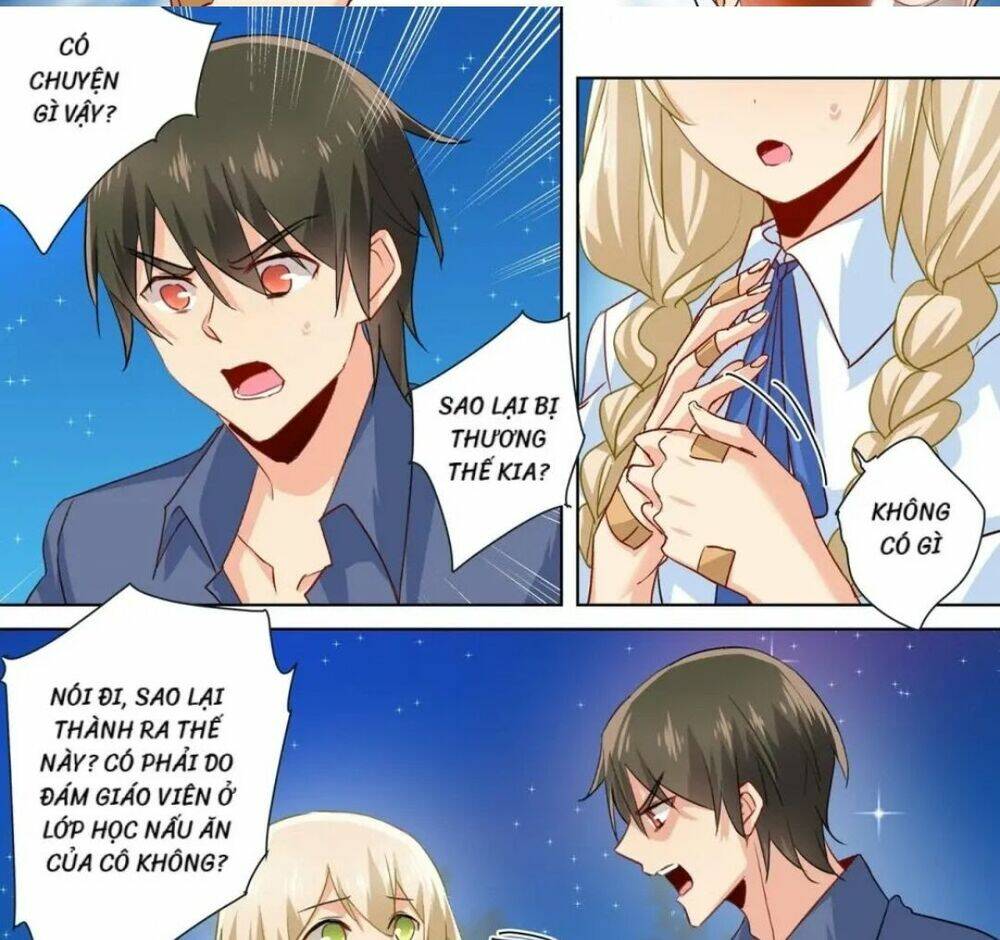 CÓ
CHUYỆN
GÌ VẬY?
SAO LẠI BỊ
THƯƠNG
THẾ KIA?
KHÔNG
CÓ GÌ
NÓI ĐI, SAO LẠI
THÀNH RA THẾ
NÀY? CÓ PHẢI DO
ĐÁM GIÁO VIÊN Ở
LỚP HỌC NẤU ĂN
CỦA CÔ KHÔNG?